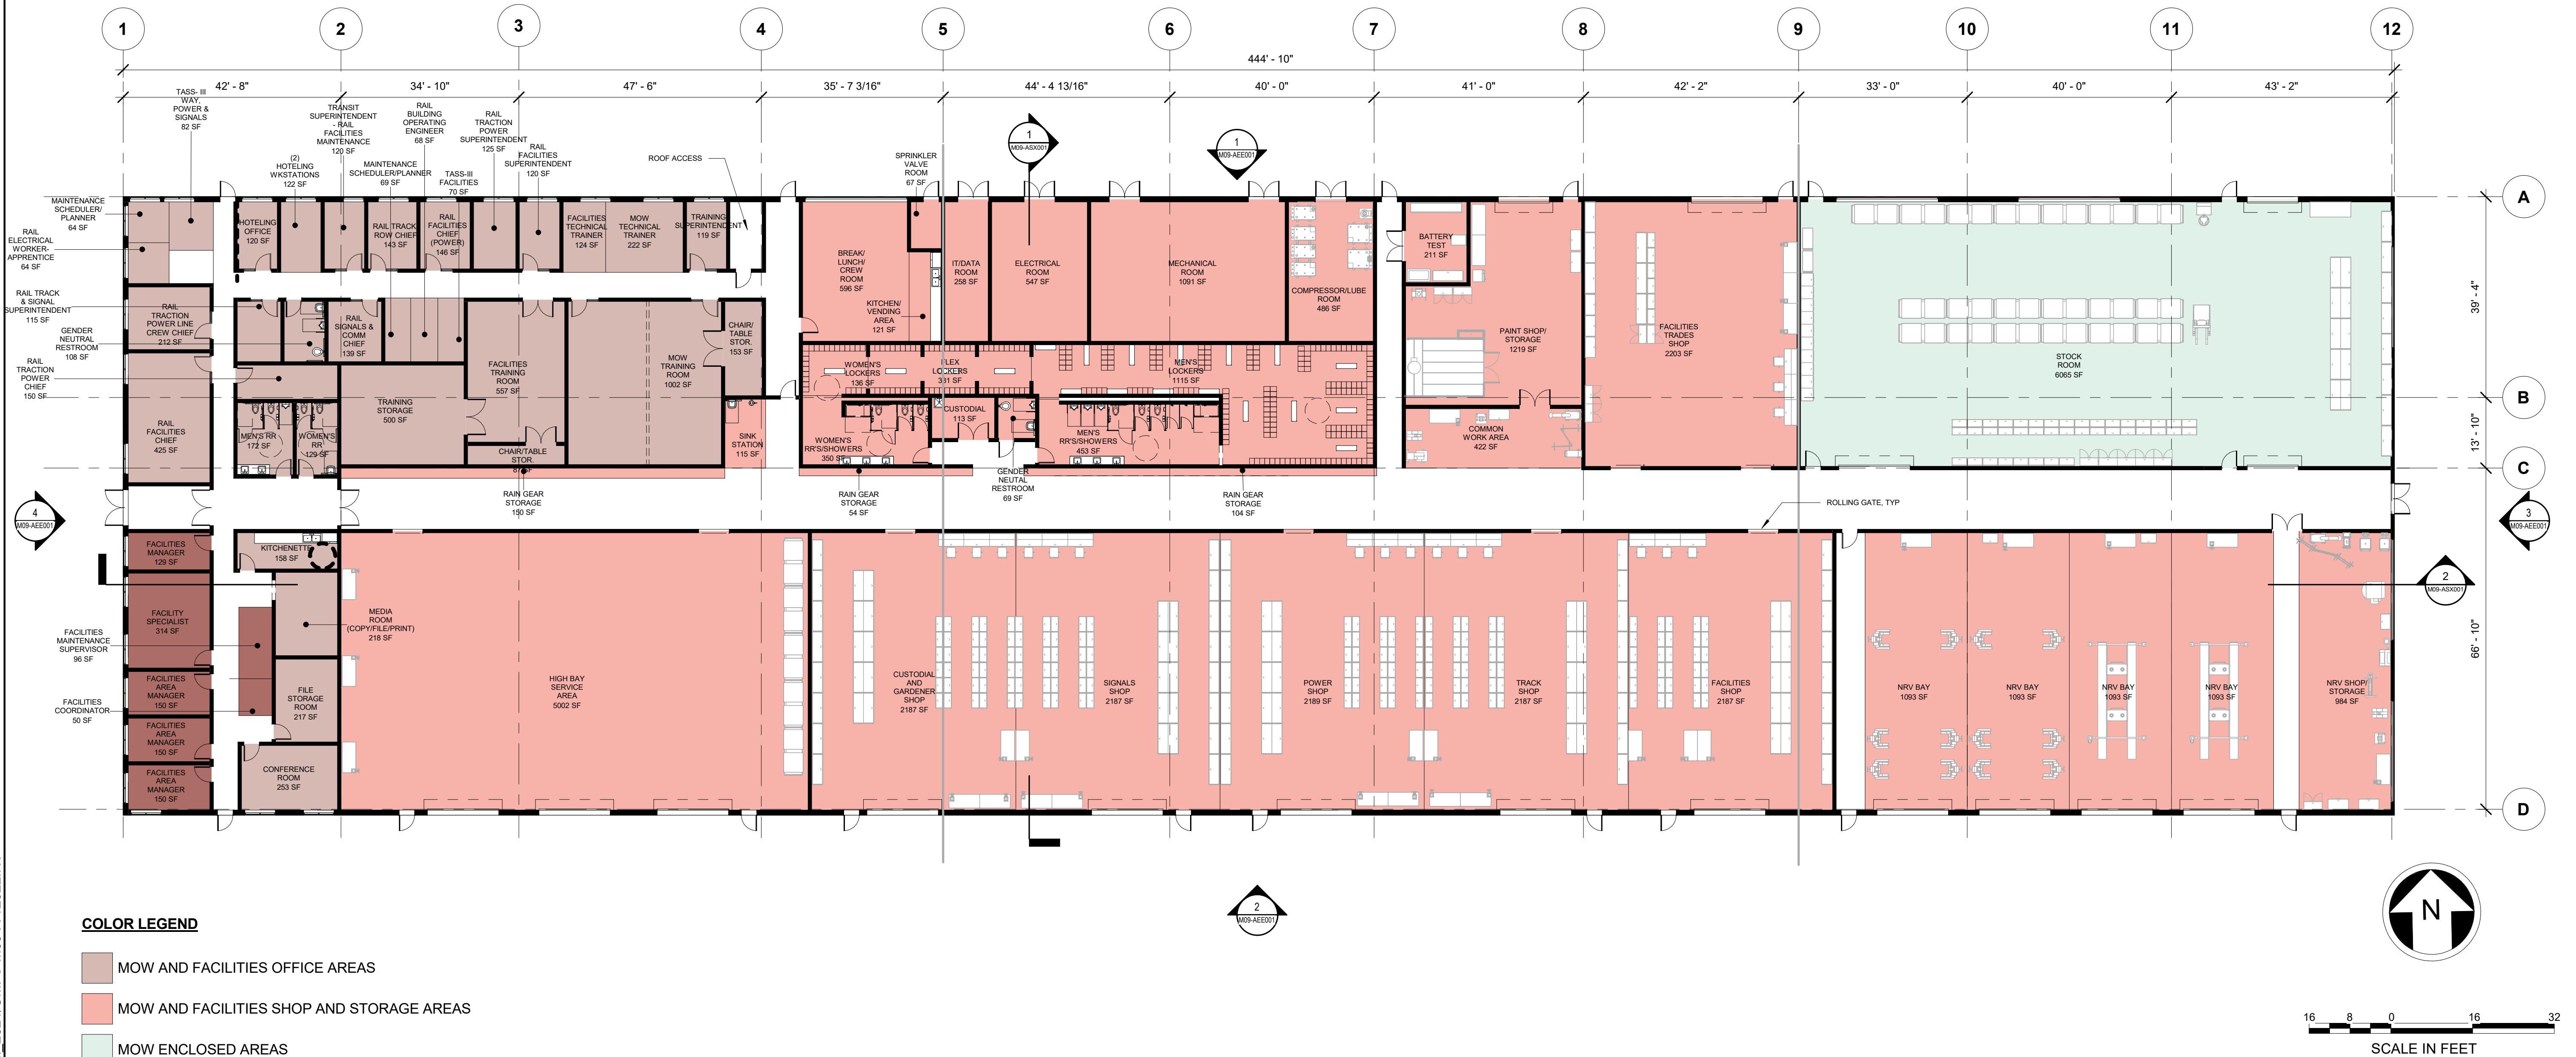 1
2
3
4
5
6
7
8
9
10
11
12
444' - 10"
42' - 8"
34' - 10"
47' - 6"
35' - 7 3/16"
44' - 4 13/16"
40' - 0"
41' - 0"
42' - 2"
33' - 0"
40' - 0"
43' - 2"
TASS- III
WAY,
POWER &
SIGNALS
82 SF
(2)
HOTELING
WKSTATIONS
122 SF
TRANSIT
SUPERINTENDENT
- RAIL
FACILITIES
MAINTENANCE
120 SF
MAINTENANCE
SCHEDULER/PLANNER
69 SF
RAIL
BUILDING
OPERATING
ENGINEER
68 SF
TASS-III
FACILITIES
70 SF
RAIL
TRACTION
POWER
SUPERINTENDENT
125 SF
RAIL
FACILITIES
SUPERINTENDENT
120 SF
ROOF ACCESS
SPRINKLER
VALVE
ROOM
67 SF
1
M09-ASX001
1
M09-AEE001
MAINTENANCE
SCHEDULER/
PLANNER
64 SF
RAIL
ELECTRICAL
WORKER-
APPRENTICE
64 SF
RAIL TRACK
& SIGNAL
SUPERINTENDENT
115 SF
GENDER
NEUTRAL
RESTROOM
108 SF
RAIL
TRACTION
POWER
CHIEF
150 SF
HOTELING
OFFICE
120 SF
RAIL TRACK
ROW CHIEF
143 SF
RAIL
FACILITIES
CHIEF
(POWER)
146 SF
FACILITIES
TECHNICAL
TRAINER
124 SF
MOW
TECHNICAL
TRAINER
222 SF
TRAINING
SUPERINTENDENT
119 SF
RAIL
TRACTION
POWER LINE
CREW CHIEF
212 SF
RAIL
SIGNALS &
COMM
CHIEF
139 SF
FACILITIES
TRAINING
ROOM
557 SF
MOW
TRAINING
ROOM
1002 SF
CHAIR/
TABLE
STOR.
153 SF
RAIL
FACILITIES
CHIEF
425 SF
MEN'S RR
172 SF
WOMEN'S
RR
129 SF
TRAINING
STORAGE
500 SF
CHAIR/TABLE
STOR.
SINK
STATION
115 SF
RAIN GEAR
STORAGE
150 SF
BREAK/
LUNCH/
CREW
ROOM
596 SF
KITCHEN/
VENDING
AREA
121 SF
IT/DATA
ROOM
258 SF
ELECTRICAL
ROOM
547 SF
MECHANICAL
ROOM
1091 SF
COMPRESSOR/LUBE
ROOM
486 SF
WOMEN'S
LOCKERS
136 SF
FLEX
LOCKERS
331 SF
MEN'S
LOCKERS
1115 SF
WOMEN'S
RR'S/SHOWERS
350 SF
CUSTODIAL
113 SF
MEN'S
RR'S/SHOWERS
453 SF
RAIN GEAR
STORAGE
54 SF
GENDER
NEUTAL
RESTROOM
69 SF
RAIN GEAR
STORAGE
104 SF
BATTERY
TEST
211 SF
PAINT SHOP/
STORAGE
1219 SF
COMMON
WORK AREA
422 SF
FACILITIES
TRADES
SHOP
2203 SF
STOCK
ROOM
6065 SF
ROLLING GATE, TYP
A
B
C
D
39' - 4"
13' - 10"
66' - 10"
4
M09-AEE001
3
M09-AEE001
2
M09-ASX001
FACILITIES
MANAGER
129 SF
FACILITY
SPECIALIST
314 SF
FACILITIES
MAINTENANCE
SUPERVISOR
96 SF
FACILITIES
COORDINATOR
50 SF
FACILITIES
AREA
MANAGER
150 SF
FACILITIES
AREA
MANAGER
150 SF
FACILITIES
AREA
MANAGER
150 SF
KITCHENETTE
158 SF
MEDIA
ROOM
(COPY/FILE/PRINT)
218 SF
FILE
STORAGE
ROOM
217 SF
CONFERENCE
ROOM
253 SF
HIGH BAY
SERVICE
AREA
5002 SF
CUSTODIAL
AND
GARDENER
SHOP
2187 SF
SIGNALS
SHOP
2187 SF
POWER
SHOP
2189 SF
TRACK
SHOP
2187 SF
FACILITIES
SHOP
2187 SF
NRV BAY
1093 SF
NRV BAY
1093 SF
NRV BAY
1093 SF
NRV BAY
1093 SF
NRV SHOP/
STORAGE
984 SF
2
M09-AEE001
N
COLOR LEGEND
MOW AND FACILITIES OFFICE AREAS
MOW AND FACILITIES SHOP AND STORAGE AREAS
MOW ENCLOSED AREAS
16 8 0 16 32
SCALE IN FEET